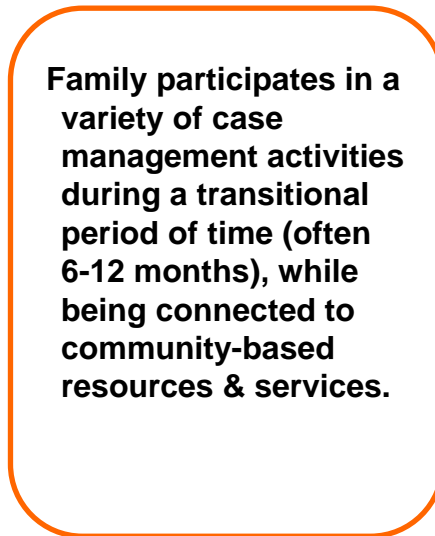 Family participates in a
variety of case
management activities
during a transitional
period of time (often
6-12 months), while
being connected to
community-based
resources & services.